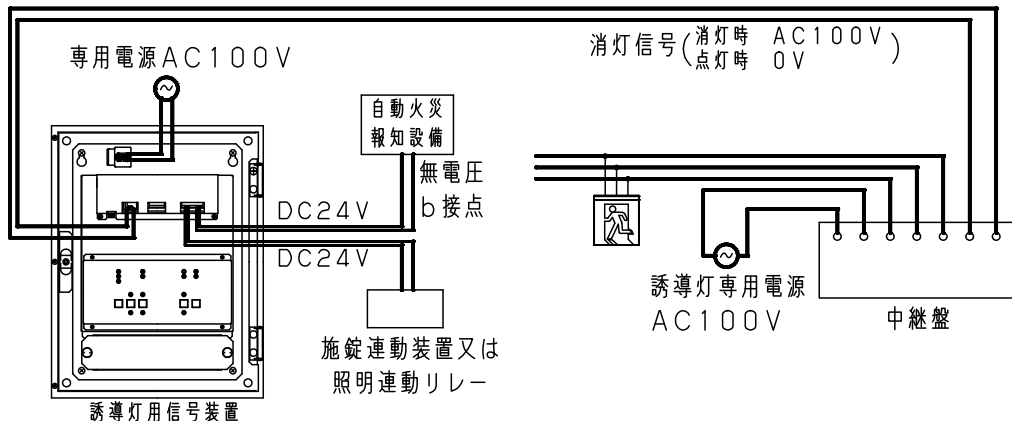 専用電源AC100V
消灯信号(消灯時 AC100V
点灯時 0V)
自動火災
報知設備
無電圧
b接点
DC24V
DC24V
誘導灯専用電源
AC100V
中継盤
施錠連動装置又は
照明連動リレー
誘導灯用信号装置